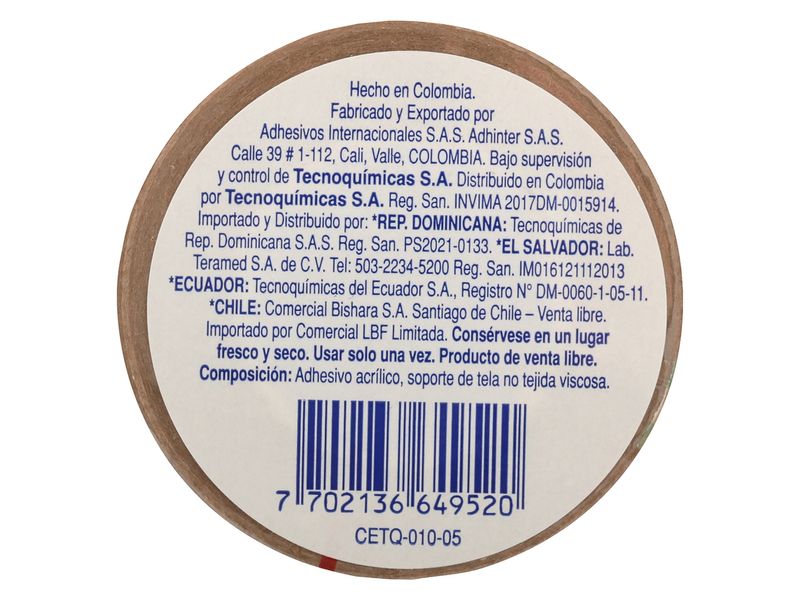 Hecho en Colombia.
Fabricado y Exportado por
Adhesivos Internacionales S.A.S. Adhinter S.A.S.
Calle 39 # 1-112, Cali, Valle, COLOMBIA. Bajo supervisión
y control de Tecnoquímicas S.A. Distribuido en Colombia
por Tecnoquímicas S.A. Reg. San. INVIMA 2017DM-0015914.
Importado y Distribuido por: *REP. DOMINICANA: Tecnoquímicas de
Rep. Dominicana S.A.S. Reg. San. PS2021-0133. *EL SALVADOR: Lab.
Teramed S.A. de C.V. Tel: 503-2234-5200 Reg. San. IM016121112013
*ECUADOR: Tecnoquímicas del Ecuador S.A., Registro N° DM-0060-1-05-11.
*CHILE: Comercial Bishara S.A. Santiago de Chile – Venta libre.
Importado por Comercial LBF Limitada. Consérvese en un lugar
fresco y seco. Usar solo una vez. Producto de venta libre.
Composición: Adhesivo acrílico, soporte de tela no tejida viscosa.
7 702136 649520
CETQ-010-05